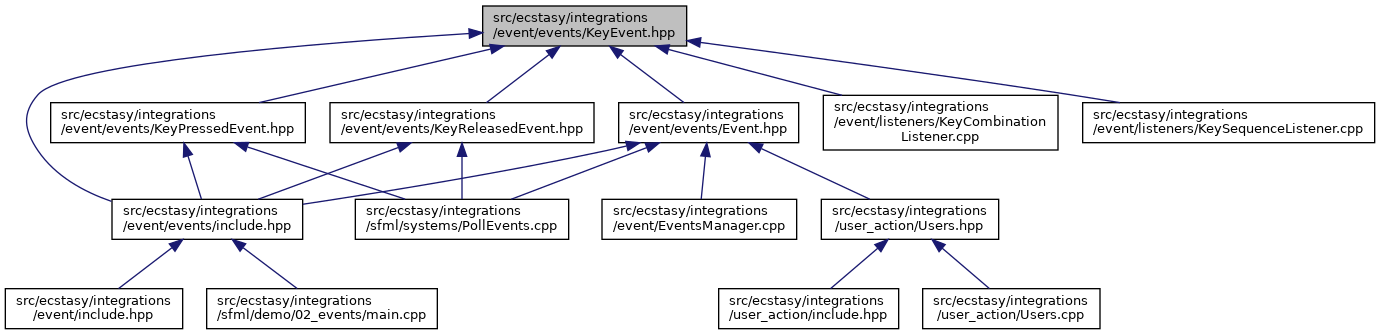 src/ecstasy/integrations
/event/events/KeyEvent.hpp
src/ecstasy/integrations
/event/events/KeyPressedEvent.hpp
src/ecstasy/integrations
/event/events/KeyReleasedEvent.hpp
src/ecstasy/integrations
/event/events/Event.hpp
src/ecstasy/integrations
/event/listeners/KeyCombination
Listener.cpp
src/ecstasy/integrations
/event/listeners/KeySequenceListener.cpp
src/ecstasy/integrations
/event/events/include.hpp
src/ecstasy/integrations
/sfml/systems/PollEvents.cpp
src/ecstasy/integrations
/event/EventsManager.cpp
src/ecstasy/integrations
/user_action/Users.hpp
src/ecstasy/integrations
/event/include.hpp
src/ecstasy/integrations
/sfml/demo/02_events/main.cpp
src/ecstasy/integrations
/user_action/include.hpp
src/ecstasy/integrations
/user_action/Users.cpp